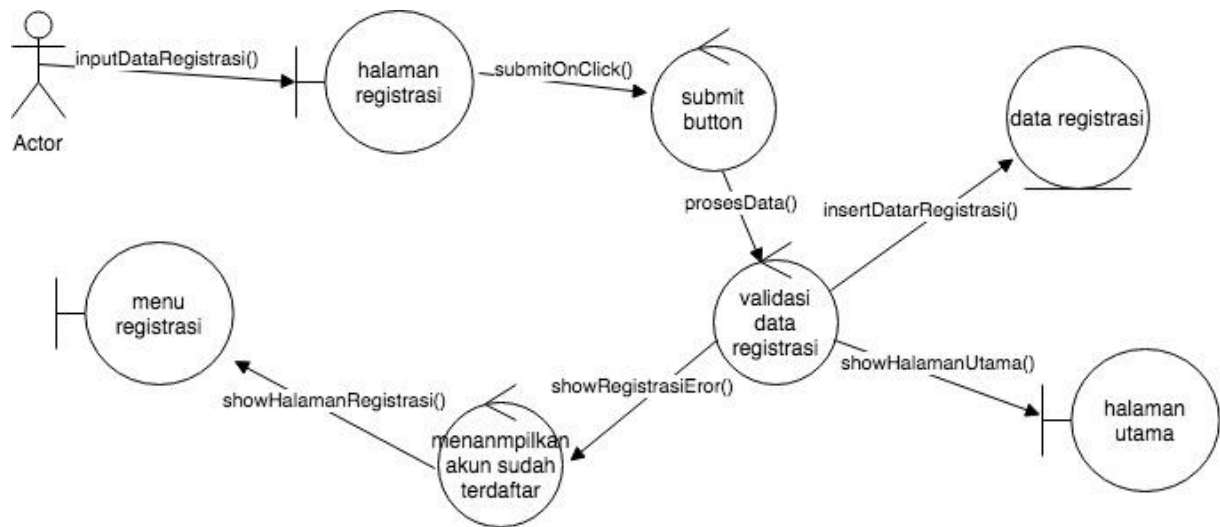 inputDataRegistrasi()
Actor
halaman
registrasi
submitOnClick()
submit
button
data registrasi
prosesData()
insertDatarRegistrasi()
validasi
data
registrasi
showHalamanUtama()
halaman
utama
showRegistrasiEror()
menanmpilkan
akun sudah
terdaftar
showHalamanRegistrasi()
menu
registrasi